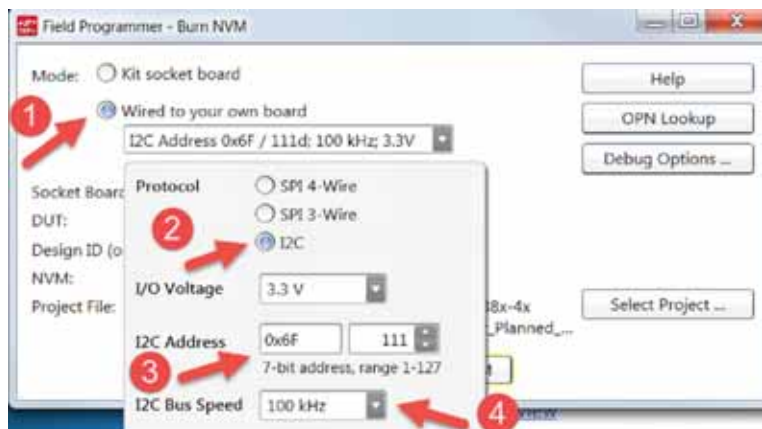 Field Programmer - Burn NVM
Mode: Kit socket board
Help
1
Wired to your own board
OPN Lookup
I2C Address 0x6F / 111d; 100 kHz; 3.3V
Debug Options ...
Socket Board
Protocol
SPI 4-Wire
SPI 3-Wire
DUT:
2
I2C
Design ID (o
NVM:
I/O Voltage
3.3 V
Project File:
8x-4x
Select Project ...
_Planned_...
I2C Address
0x6F
111
3
7-bit address, range 1-127
I2C Bus Speed
100 kHz
4